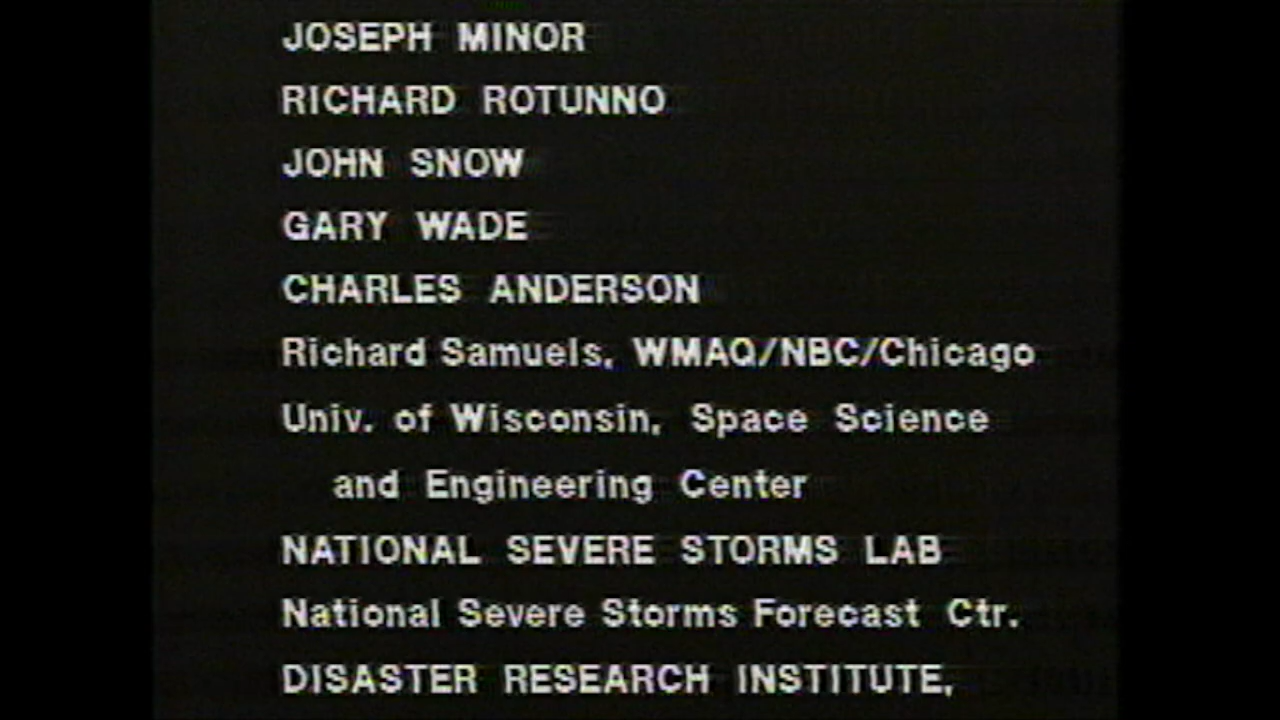 JOSEPH MINOR
RICHARD ROTUNNO
JOHN SNOW
GARY WADE
CHARLES ANDERSON
Richard Samuels, WMAQ/NBC/Chicago
Univ. of Wisconsin, Space Science
and Engineering Center
NATIONAL SEVERE STORMS LAB
National Severe Storms Forecast Ctr.
DISASTER RESEARCH INSTITUTE,